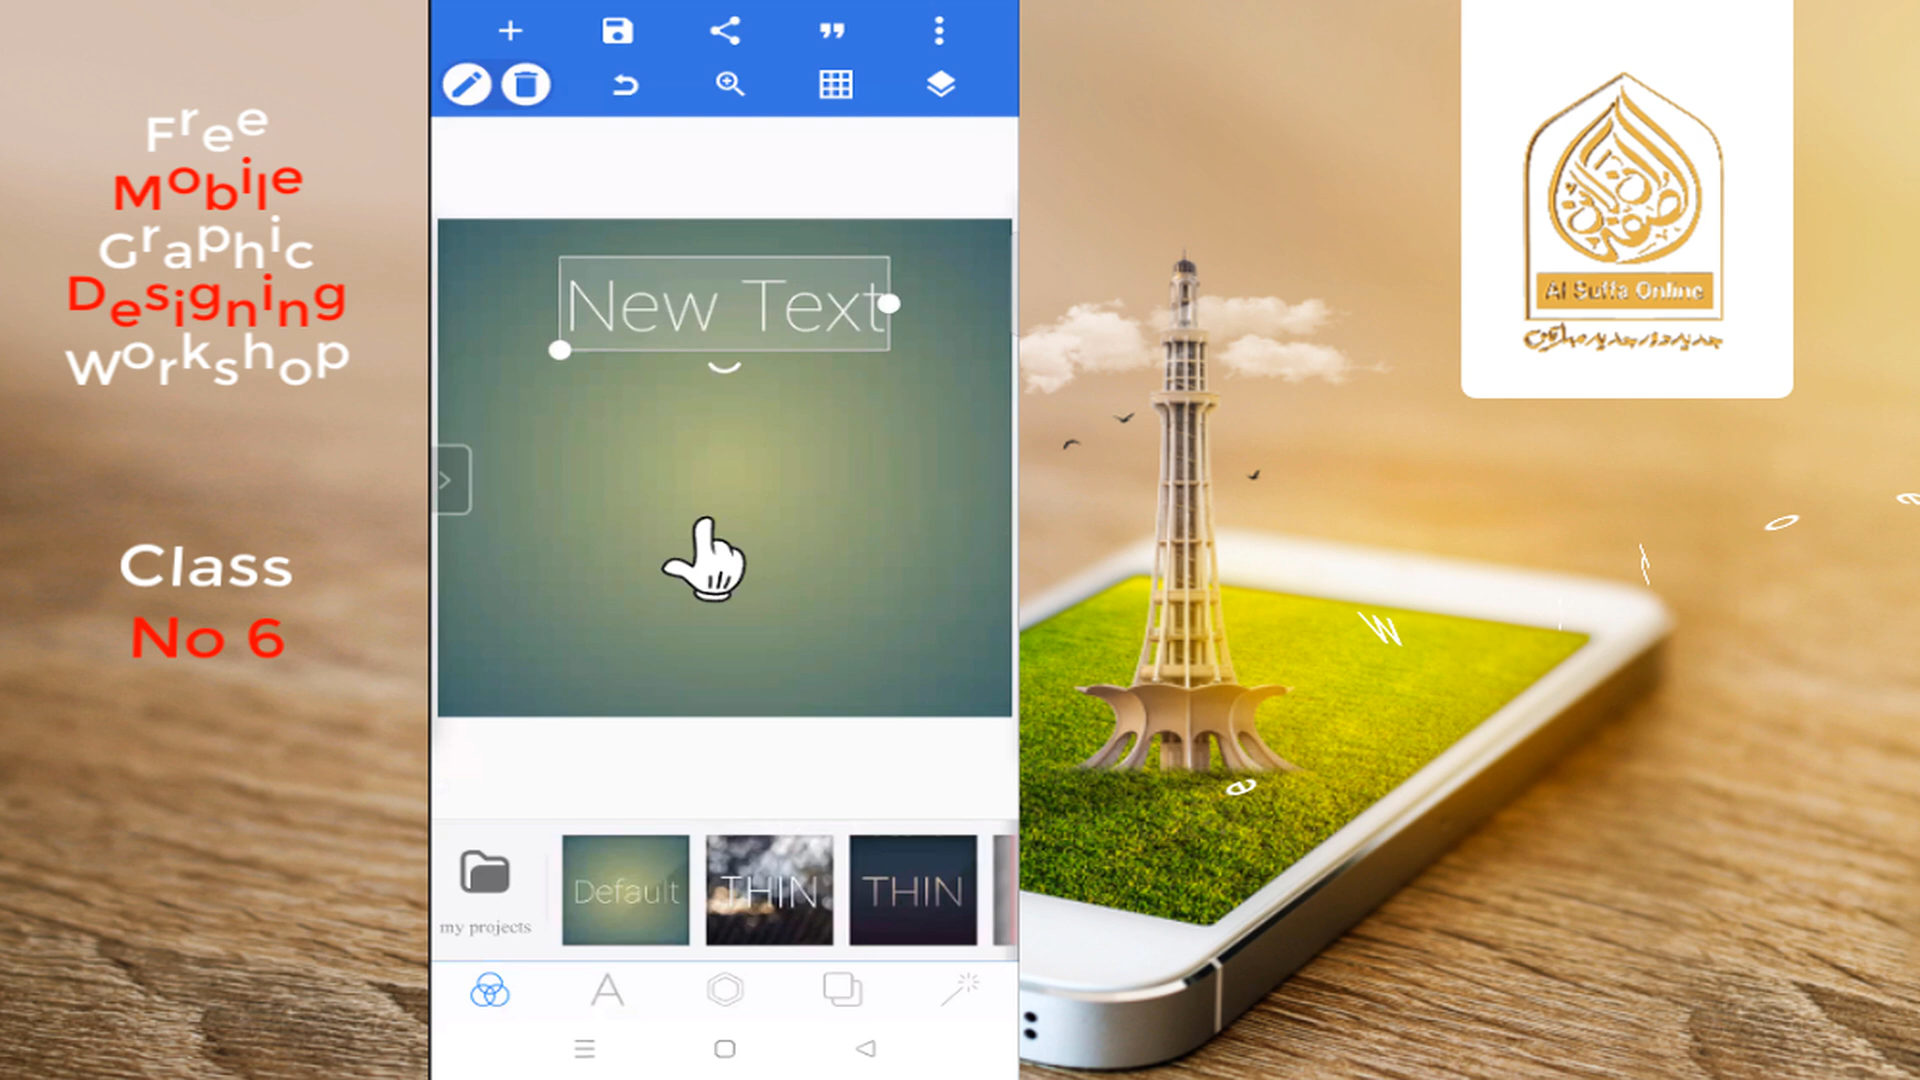 Free
Mobile
Graphic
Designing
Workshop
Class
No 6
New Text
my projects
Default
THIN
THIN
Al Suffa Online
W
e
o
e